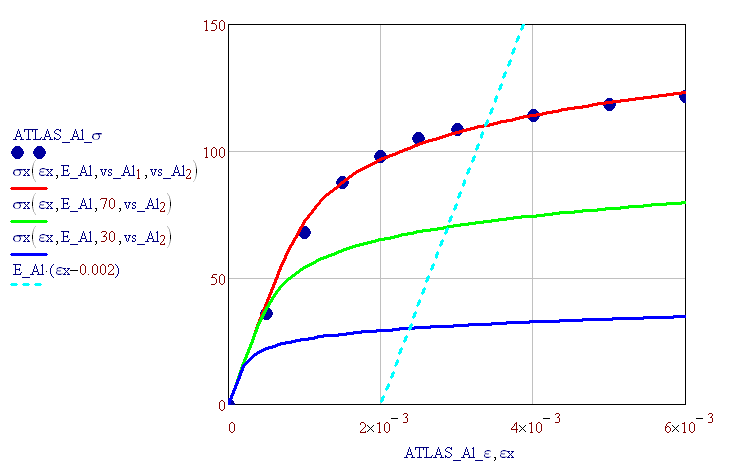 ATLAS_Al_σ
σx(εx,E_Al,vs_Al₁,vs_Al₂)
σx(εx,E_Al,70,vs_Al₂)
σx(εx,E_Al,30,vs_Al₂)
E_Al·(εx−0.002)
150
100
50
0
0 2×10⁻³ 4×10⁻³ 6×10⁻³
ATLAS_Al_ε,εx